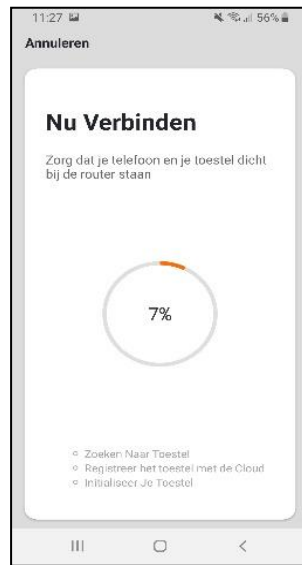 11:27 56%
Annuleren
Nu Verbinden
Zorg dat je telefoon en je toestel dicht
bij de router staan
7%
Zoeken Naar Toestel
Registreer het toestel met de Cloud
Initialiseer Je Toestel